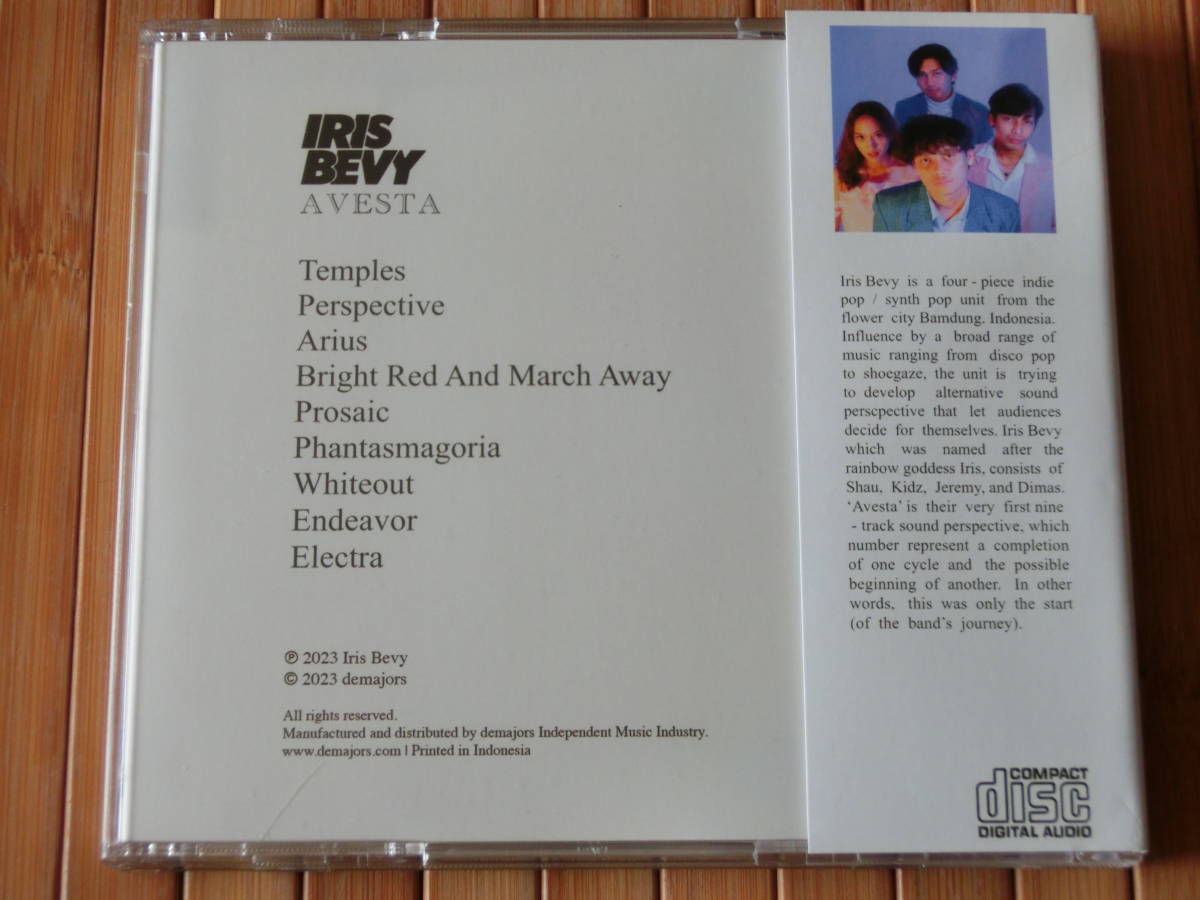 IRIS
BEVY
AVESTA
Temples
Perspective
Arius
Bright Red And March Away
Prosaic
Phantasmagoria
Whiteout
Endeavor
Electra
℗ 2023 Iris Bevy
© 2023 demajors
All rights reserved.
Manufactured and distributed by demajors Independent Music Industry.
www.demajors.com | Printed in Indonesia
Iris Bevy is a four - piece indie
pop / synth pop unit from the
flower city Bamdung. Indonesia.
Influence by a broad range of
music ranging from disco pop
to shoegaze, the unit is trying
to develop alternative sound
perscpective that let audiences
decide for themselves. Iris Bevy
which was named after the
rainbow goddess Iris, consists of
Shau, Kidz, Jeremy, and Dimas.
‘Avesta’ is their very first nine
- track sound perspective, which
number represent a completion
of one cycle and the possible
beginning of another. In other
words, this was only the start
(of the band’s journey).
COMPACT
disc
DIGITAL AUDIO